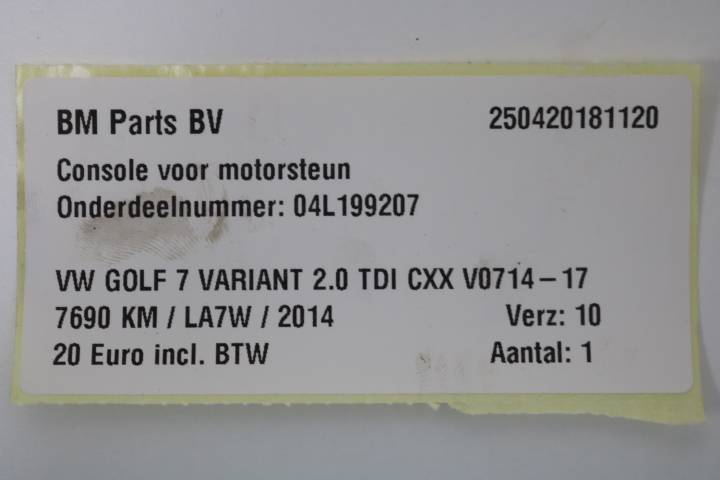 BM Parts BV 250420181120
Console voor motorsteun
Onderdeelnummer: 04L199207
VW GOLF 7 VARIANT 2.0 TDI CXX V0714-17
7690 KM / LA7W / 2014 Verz: 10
20 Euro incl. BTW Aantal: 1